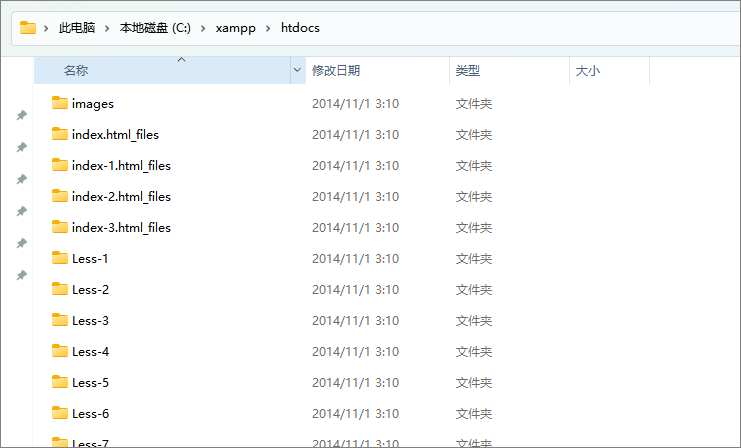 此电脑 本地磁盘 (C:) xampp htdocs
名称 修改日期 类型 大小
images 2014/11/1 3:10 文件夹
index.html_files 2014/11/1 3:10 文件夹
index-1.html_files 2014/11/1 3:10 文件夹
index-2.html_files 2014/11/1 3:10 文件夹
index-3.html_files 2014/11/1 3:10 文件夹
Less-1 2014/11/1 3:10 文件夹
Less-2 2014/11/1 3:10 文件夹
Less-3 2014/11/1 3:10 文件夹
Less-4 2014/11/1 3:10 文件夹
Less-5 2014/11/1 3:10 文件夹
Less-6 2014/11/1 3:10 文件夹
Less-7 2014/11/1 3:10 文件夹